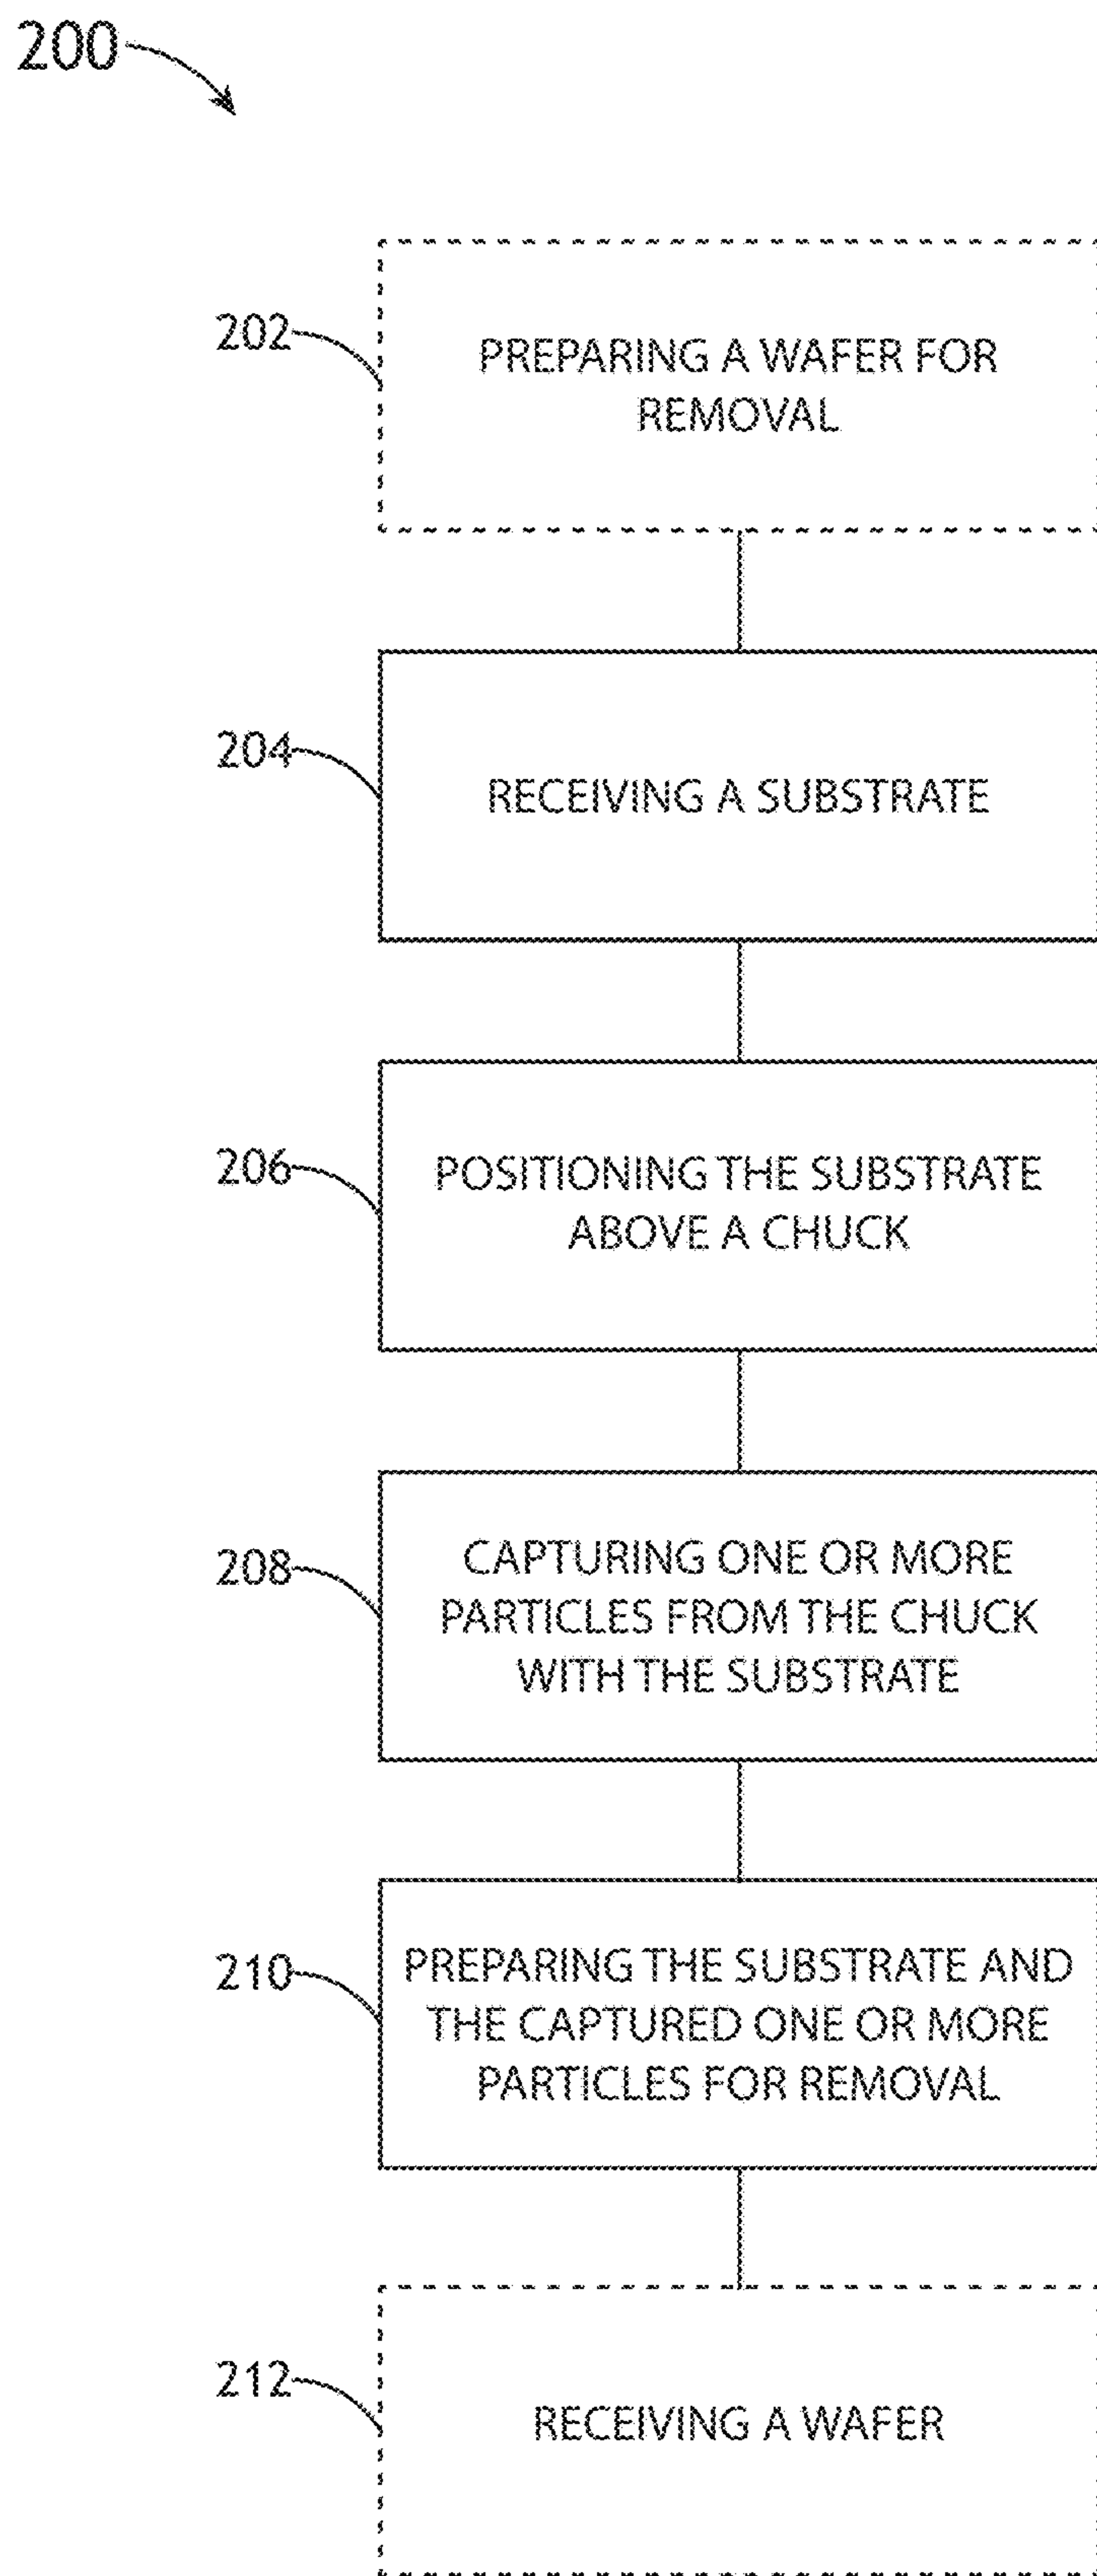 200
202
PREPARING A WAFER FOR
REMOVAL
204
RECEIVING A SUBSTRATE
206
POSITIONING THE SUBSTRATE
ABOVE A CHUCK
208
CAPTURING ONE OR MORE
PARTICLES FROM THE CHUCK
WITH THE SUBSTRATE
210
PREPARING THE SUBSTRATE AND
THE CAPTURED ONE OR MORE
PARTICLES FOR REMOVAL
212
RECEIVING A WAFER